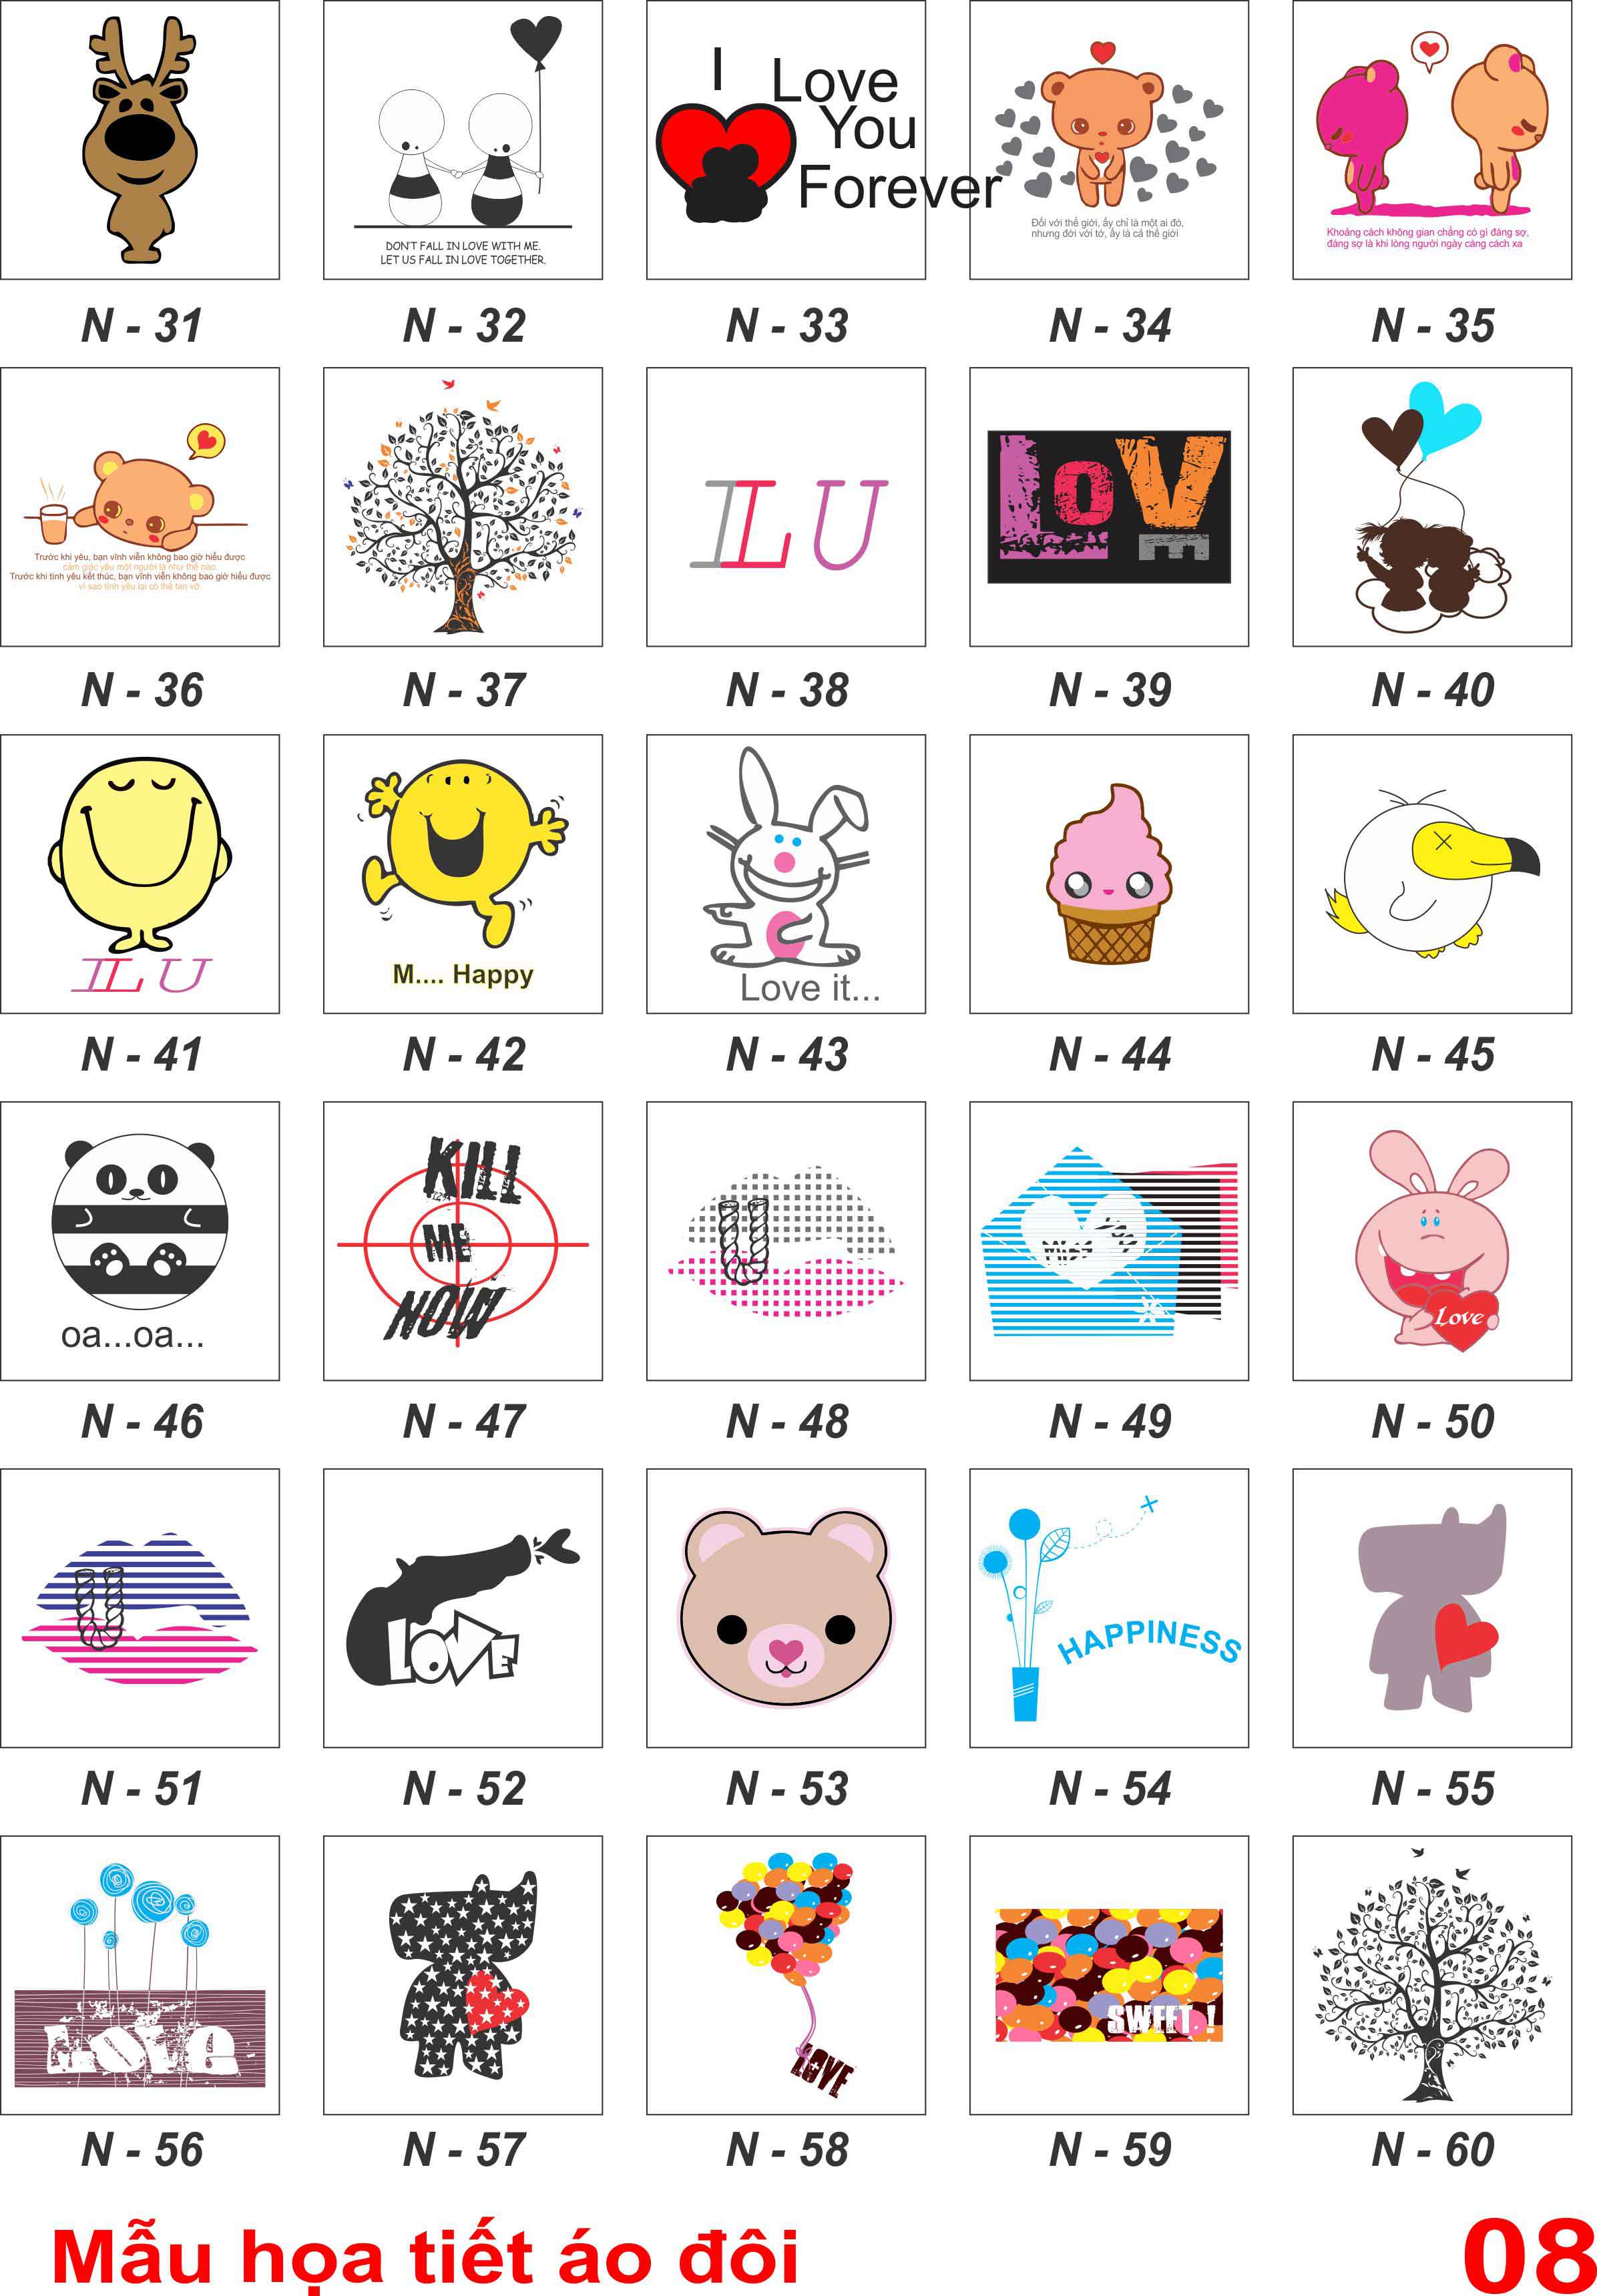 I
Love
You
Forever
DON'T FALL IN LOVE WITH ME.
LET US FALL IN LOVE TOGETHER.
Đối với thế giới, ấy chỉ là một ai đó,
nhưng đới với tớ, ấy là cả thế giới
Khoảng cách không gian chẳng có gì đáng sợ,
đáng sợ là khi lòng người ngày càng cách xa
N - 31
N - 32
N - 33
N - 34
N - 35
Trước khi yêu, bạn vĩnh viễn không bao giờ hiểu được
cảm giác yêu một người là như thế nào.
Trước khi tình yêu kết thúc, bạn vĩnh viễn không bao giờ hiểu được
vì sao tình yêu lại có thể tan vỡ.
ILU
LOVE
N - 36
N - 37
N - 38
N - 39
N - 40
ILU
M.... Happy
Love it...
N - 41
N - 42
N - 43
N - 44
N - 45
oa...oa...
KILL
ME
NOW
U
Love
N - 46
N - 47
N - 48
N - 49
N - 50
U
LOVE
HAPPINESS
N - 51
N - 52
N - 53
N - 54
N - 55
Love
LOVE
SWEET !
N - 56
N - 57
N - 58
N - 59
N - 60
Mẫu họa tiết áo đôi
08